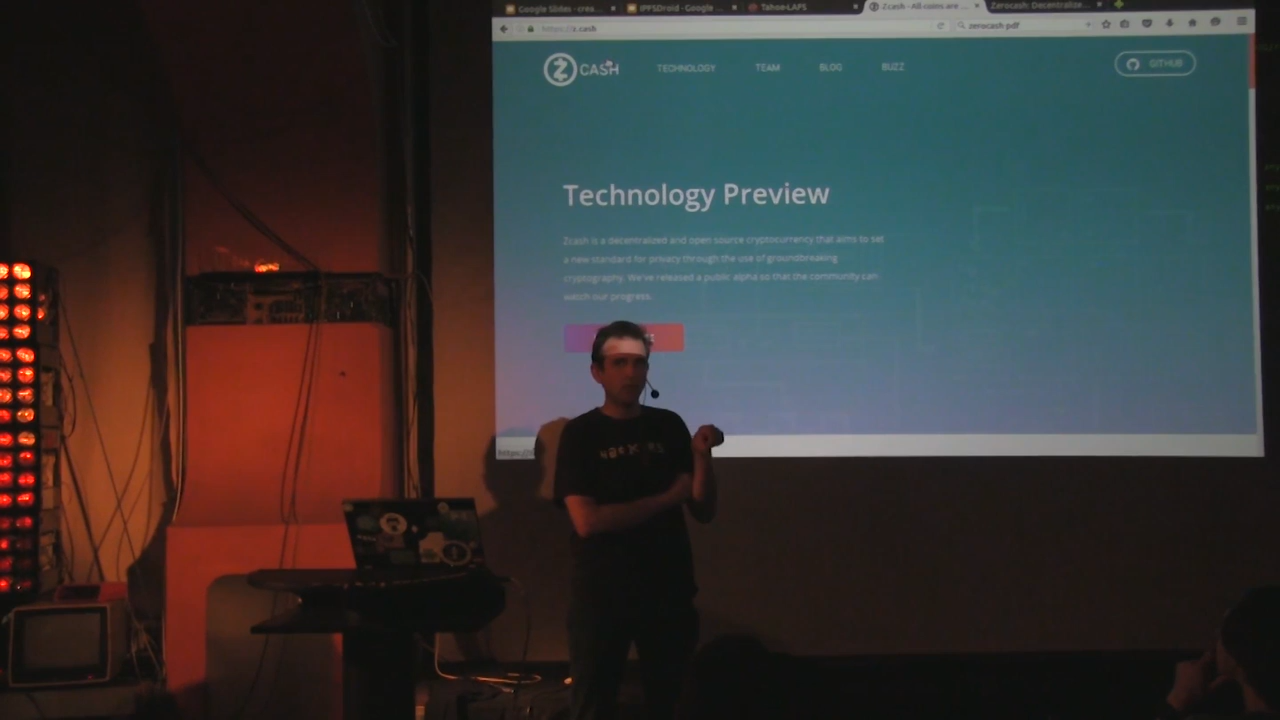 Google Slides - crea...
IPFSDroid - Google ...
Tahoe-LAFS
Zcash - All coins are ...
Zerocash: Decentralize...
https://z.cash
zerocash pdf
ZCASH
TECHNOLOGY
TEAM
BLOG
BUZZ
GITHUB
Technology Preview
Zcash is a decentralized and open source cryptocurrency that aims to set
a new standard for privacy through the use of groundbreaking
cryptography. We've released a public alpha so that the community can
watch our progress.